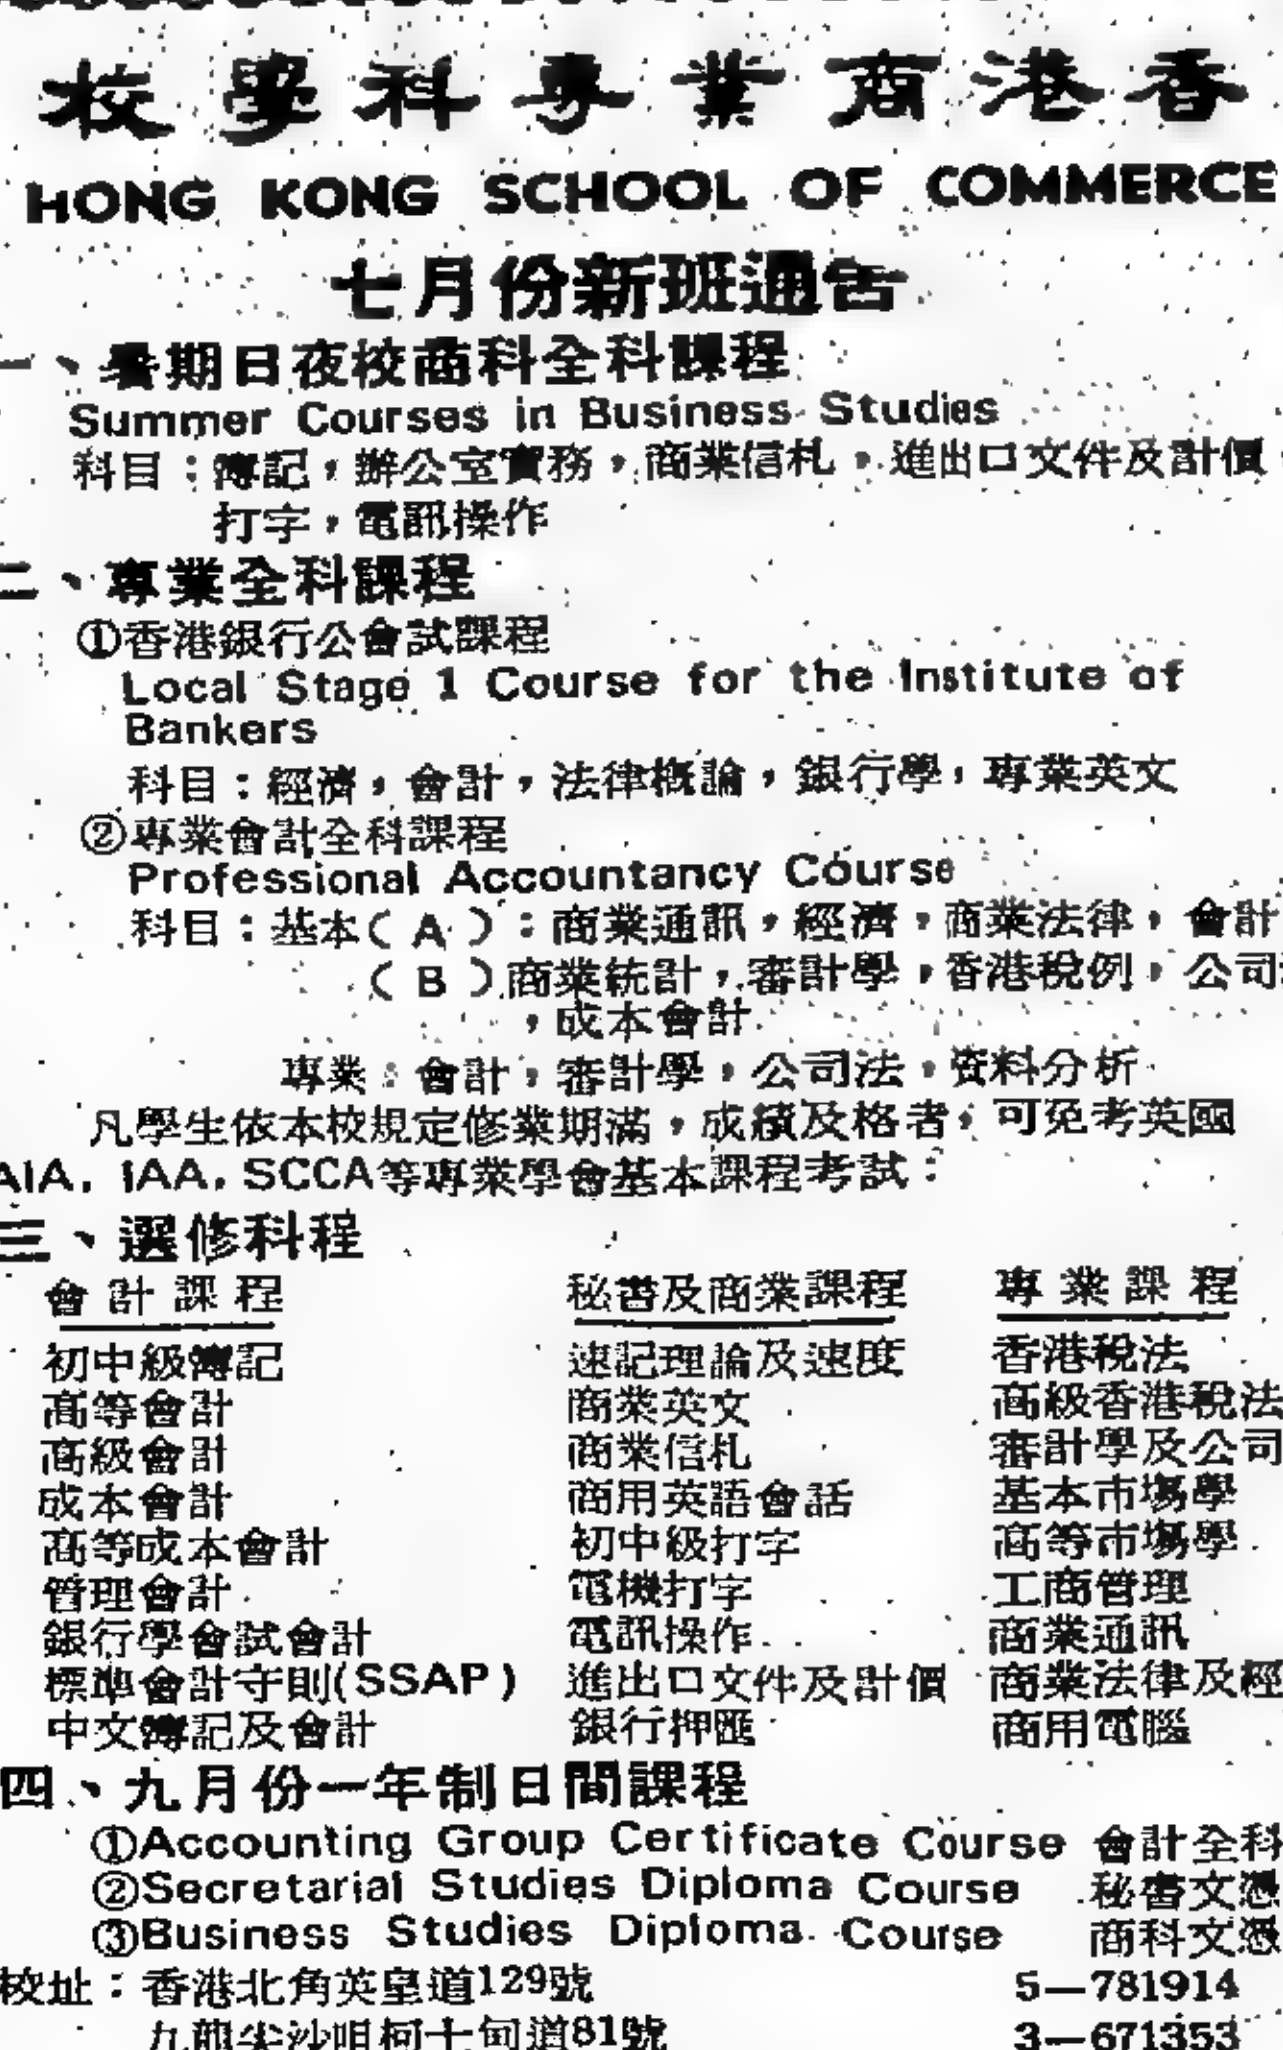 校學科專業商港香
HONG KONG SCHOOL OF COMMERCE
七月份新班通告
一、暑期日夜校商科全科課程
Summer Courses in Business Studies
科目：簿記，辦公室實務，商業信札，進出口文件及計價，
打字，電訊操作
二、專業全科課程
①香港銀行公會試課程
Local Stage 1 Course for the Institute of
Bankers
科目：經濟，會計，法律概論，銀行學，專業英文
②專業會計全科課程
Professional Accountancy Course
科目：基本（A）：商業通訊，經濟，商業法律，會計
（B）商業統計，審計學，香港稅例，公司
，成本會計
專業：會計，審計學，公司法，資料分析
凡學生依本校規定修業期滿，成績及格者，可免考英國
AIA. IAA. SCCA等專業學會基本課程考試：
三、選修科程
會計課程 秘書及商業課程 專業課程
初中級簿記 速記理論及速度 香港稅法
高等會計 商業英文 高級香港稅法
高級會計 商業信札 審計學及公司
成本會計 商用英語會話 基本市場學
高等成本會計 初中級打字 高等市場學
管理會計 電機打字 工商管理
銀行學會試會計 電訊操作 商業通訊
標準會計守則(SSAP) 進出口文件及計價 商業法律及經
中文簿記及會計 銀行押匯 商用電腦
四、九月份一年制日間課程
①Accounting Group Certificate Course 會計全科
②Secretarial Studies Diploma Course 秘書文憑
③Business Studies Diploma Course 商科文憑
校址：香港北角英皇道129號 5—781914
九龍尖沙咀柯士甸道81號 3—671353